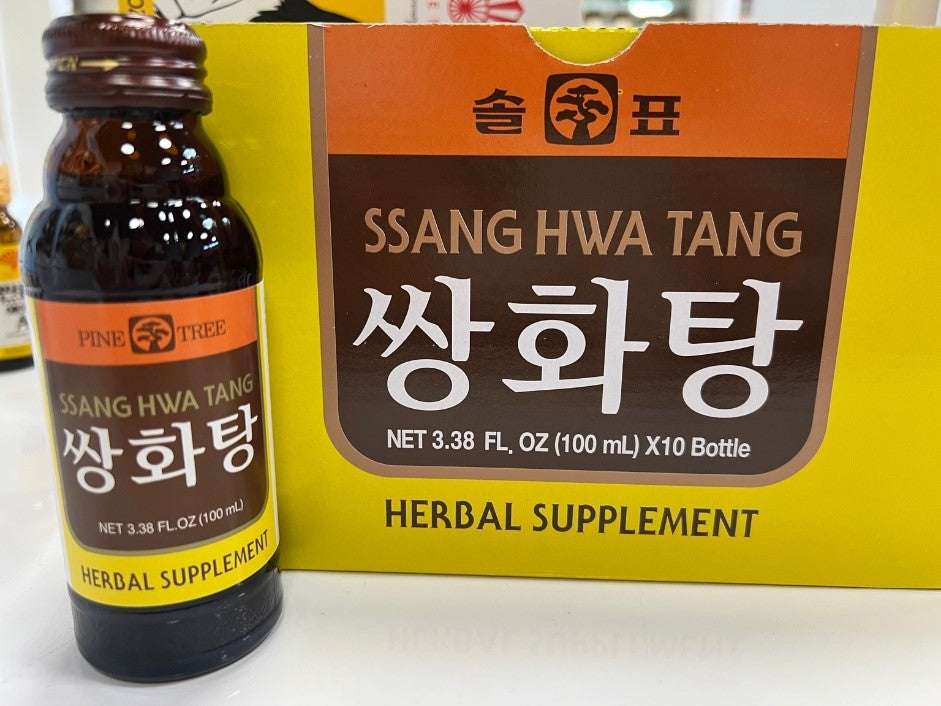 PEN
PINE TREE
SSANG HWA TANG
쌍화탕
NET 3.38 FL.OZ (100 mL)
HERBAL SUPPLEMENT
솔 표
SSANG HWA TANG
쌍화탕
NET 3.38 FL. OZ (100 mL) X10 Bottle
HERBAL SUPPLEMENT